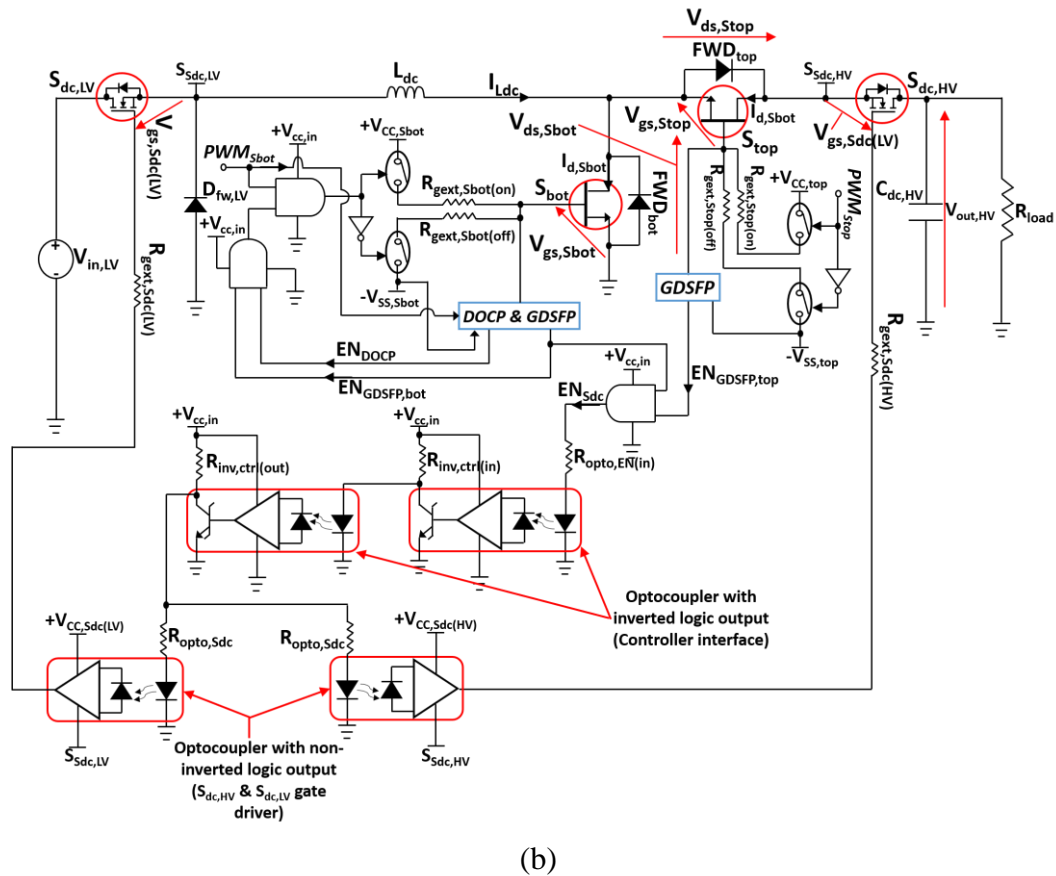 V_ds,Stop
FWD_top
S_dc,LV
S_Sdc,LV
L_dc
I_Ldc
S_Sdc,HV
S_dc,HV
V_gs,Sdc(LV)
+V_cc,in
+V_CC,Sbot
PWM_Sbot
V_ds,Sbot
V_gs,Stop
I_d,Sbot
S_top
V_gs,Sdc(LV)
D_fw,LV
R_gext,Sbot(on)
R_gext,Sbot(off)
S_bot
I_d,Sbot
FWD_bot
V_gs,Sbot
R_gext,Stop(off)
R_gext,Stop(on)
+V_CC,top
PWM_Stop
C_dc,HV
V_out,HV
R_load
+V_cc,in
V_in,LV
R_gext,Sdc(LV)
-V_SS,Sbot
DOCP & GDSFP
GDSFP
-V_SS,top
R_gext,Sdc(HV)
EN_DOCP
EN_GDSFP,bot
+V_cc,in
EN_GDSFP,top
EN_Sdc
+V_cc,in
+V_cc,in
R_inv,ctrl(out)
R_inv,ctrl(in)
R_opto,EN(in)
Optocoupler with
inverted logic output
(Controller interface)
+V_CC,Sdc(LV)
R_opto,Sdc
R_opto,Sdc
+V_CC,Sdc(HV)
S_Sdc,LV
S_Sdc,HV
Optocoupler with non-
inverted logic output
(S_dc,HV & S_dc,LV gate
driver)
(b)